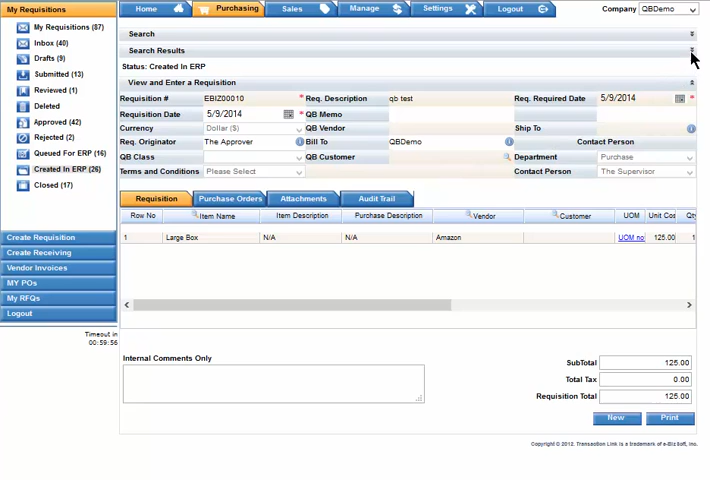 My Requisitions
Home
Purchasing
Sales
Manage
Settings
Logout
Company
QBDemo
My Requisitions (87)
Inbox (40)
Drafts (9)
Submitted (13)
Reviewed (1)
Deleted
Approved (42)
Rejected (2)
Queued For ERP (16)
Created In ERP (26)
Closed (17)
Create Requisition
Create Receiving
Vendor Invoices
MY POs
My RFQs
Logout
Timeout in
00:59:56
Search
Search Results
Status: Created In ERP
View and Enter a Requisition
Requisition # EBIZ00010 * Req. Description qb test Req. Required Date 5/9/2014 *
Requisition Date 5/9/2014 * QB Memo
Currency Dollar ($) QB Vendor Ship To
Req. Originator The Approver Bill To QBDemo Contact Person
QB Class QB Customer Department Purchase
Terms and Conditions Please Select Contact Person The Supervisor
Requisition Purchase Orders Attachments Audit Trail
Row No Item Name Item Description Purchase Description Vendor Customer UOM Unit Cos Qty
1 Large Box N/A N/A Amazon UOM no 125.00 1
Internal Comments Only
SubTotal 125.00
Total Tax 0.00
Requisition Total 125.00
New Print
Copyright © 2012. Transaction Link is a trademark of e-Biz Soft, Inc.